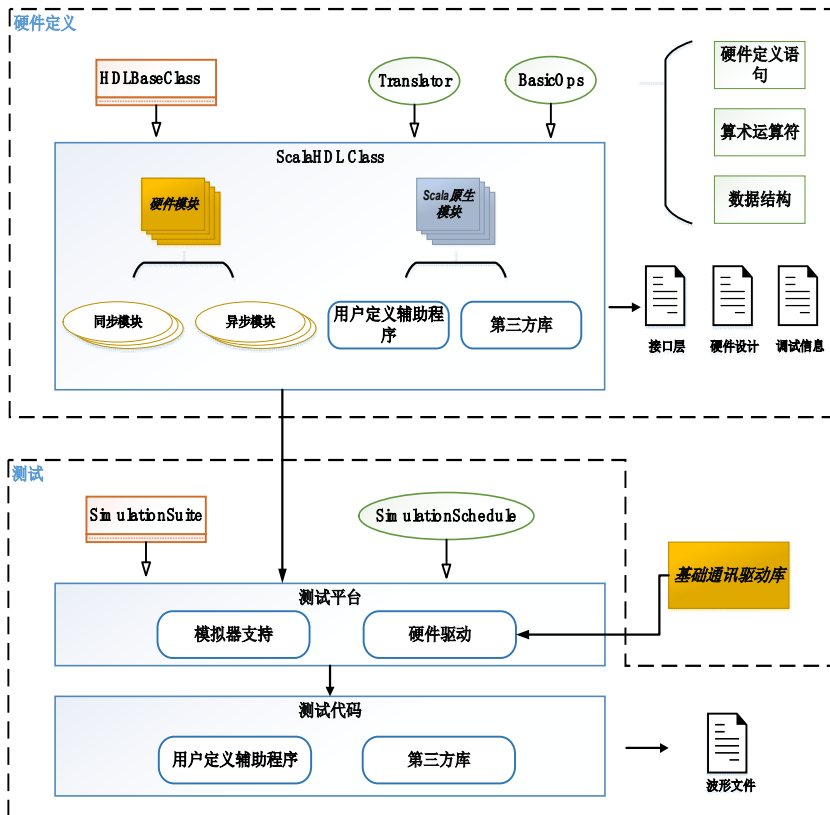 硬件定义
HDLBaseClass
Translator
BasicOps
硬件定义语
句
算术运算符
数据结构
ScalaHDL Class
硬件模块
Scala原生
模块
同步模块
异步模块
用户定义辅助程
序
第三方库
接口层
硬件设计
调试信息
测试
SimulationSuite
SimulationSchedule
基础通讯驱动库
测试平台
模拟器支持
硬件驱动
测试代码
用户定义辅助程序
第三方库
波形文件